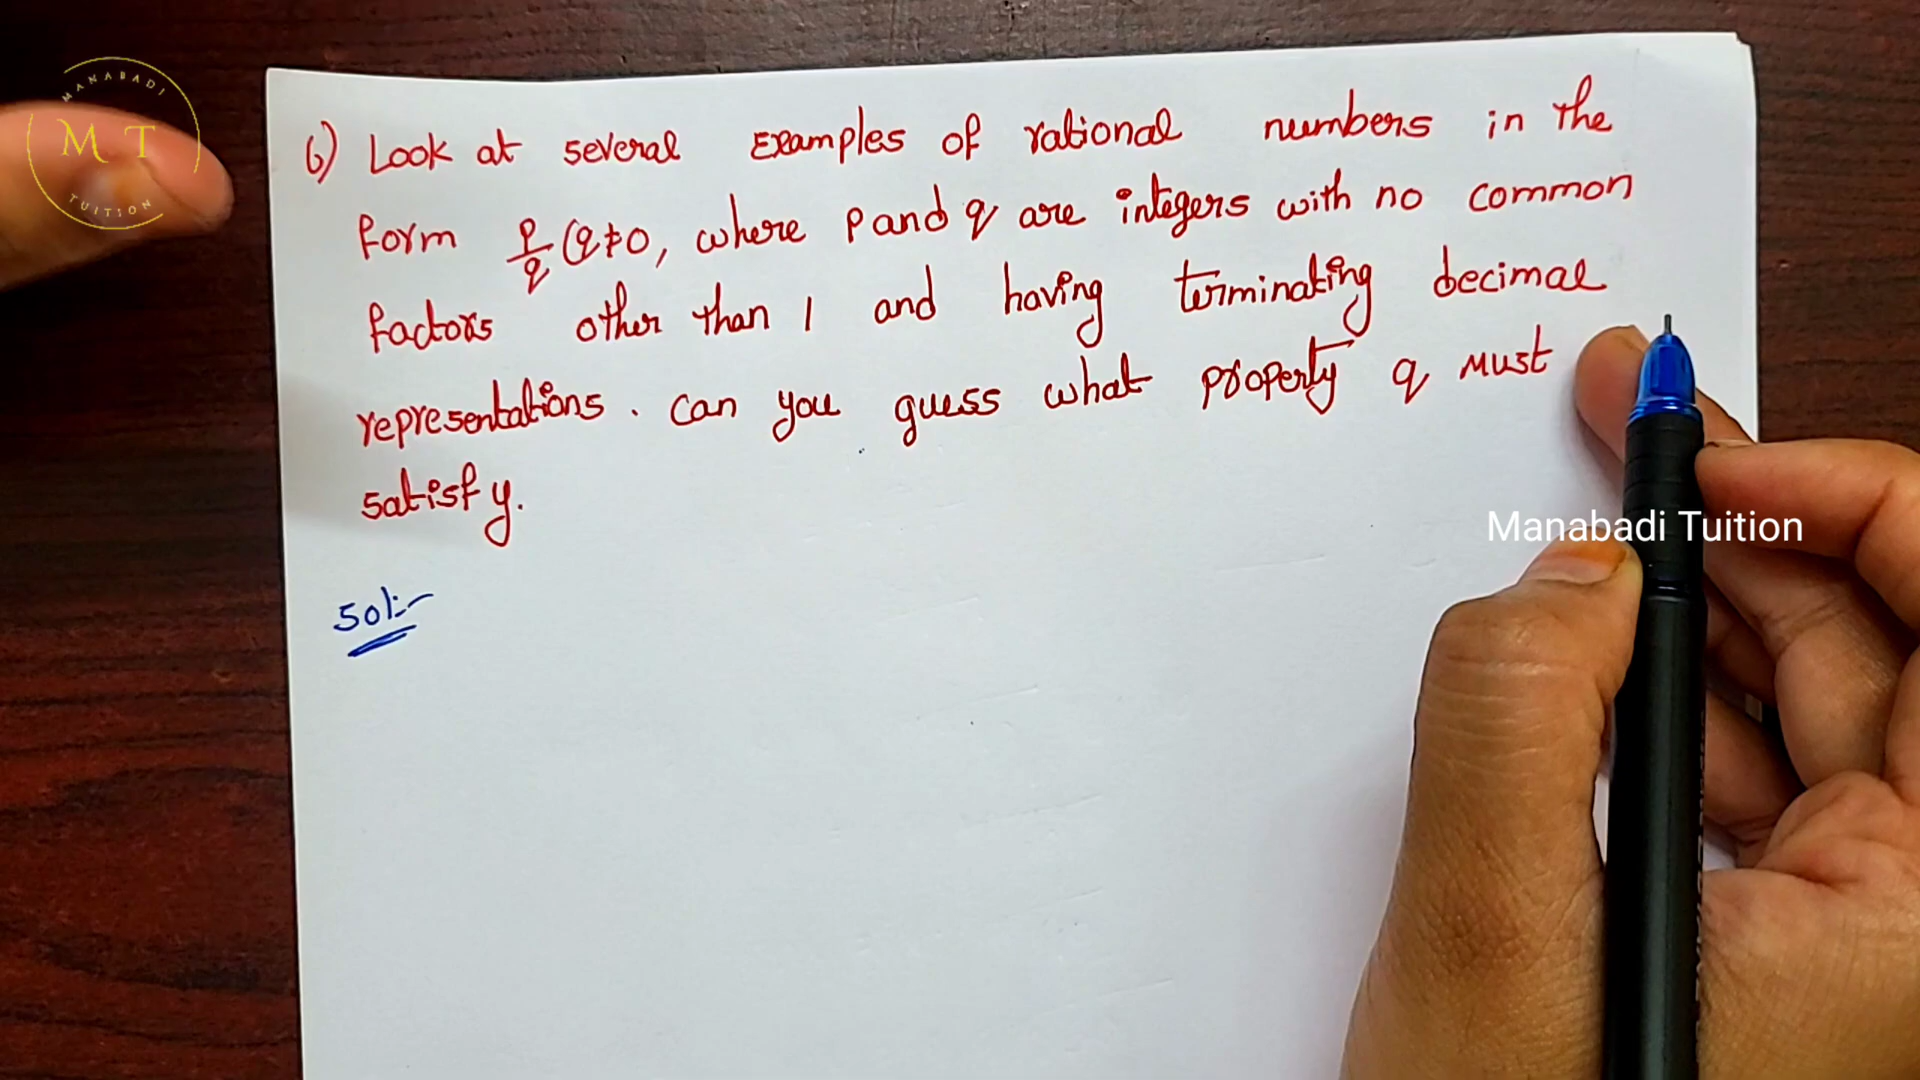 MANABADI
M T
TUITION
6) Look at several Examples of rational numbers in the
form p/q (q≠0, where p and q are integers with no common
factors other than 1 and having terminating decimal
representations. can you guess what property q must
satisfy.
Manabadi Tuition
Sol:-